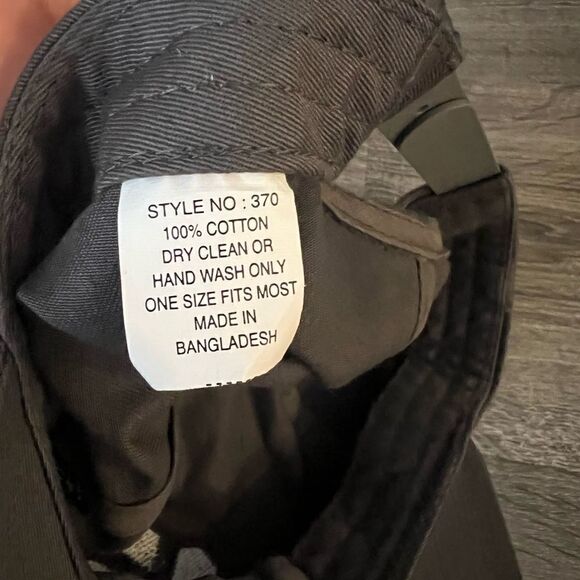 STYLE NO : 370
100% COTTON
DRY CLEAN OR
HAND WASH ONLY
ONE SIZE FITS MOST
MADE IN
BANGLADESH